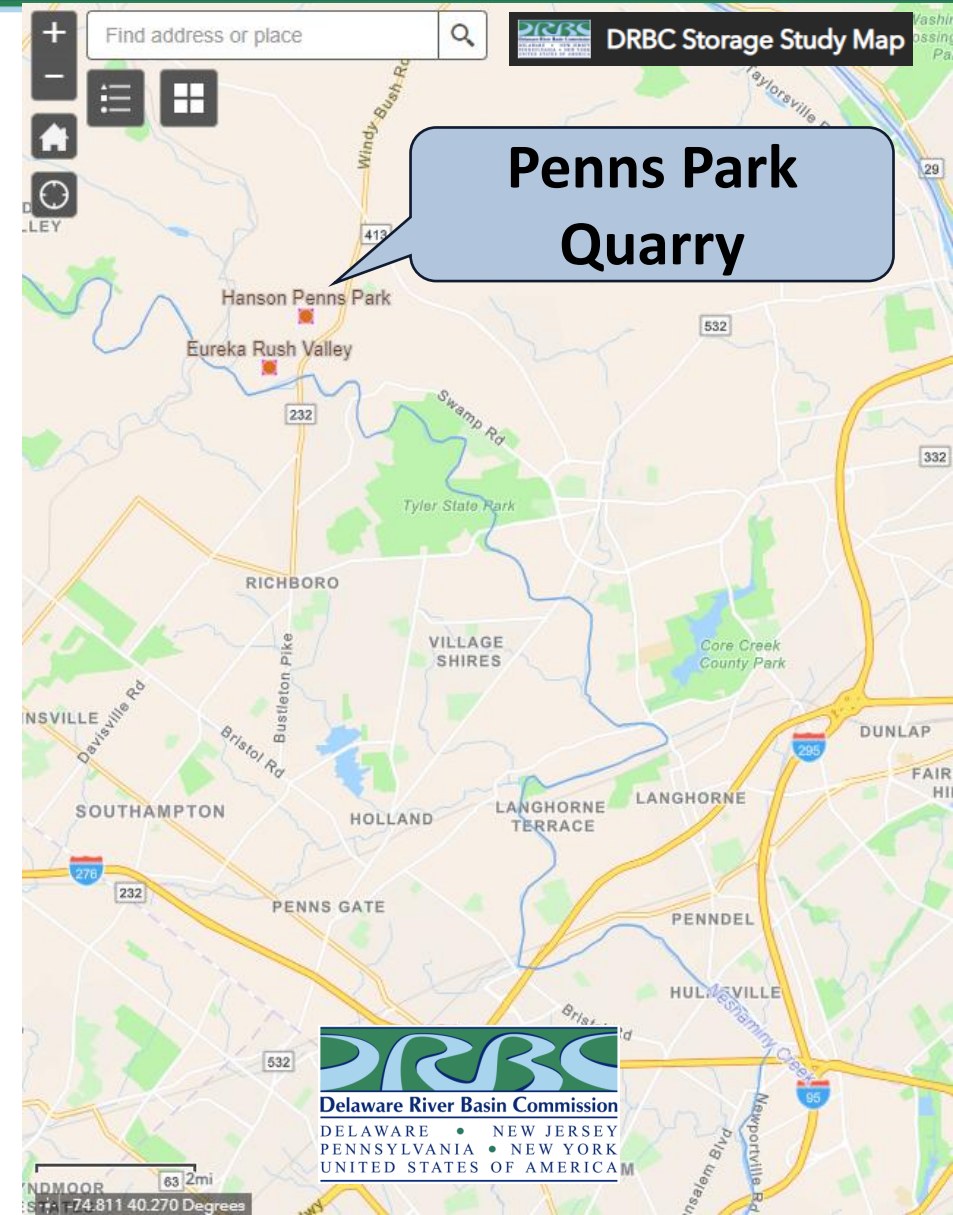 +
Find address or place
DRBC Storage Study Map
−
Windy Bush Rd
Penns Park
Quarry
29
LLEY
413
Hanson Penns Park
532
Eureka Rush Valley
232
Swamp Rd
332
Tyler State Park
RICHBORO
VILLAGE
SHIRES
Core Creek
County Park
Bustleton Pike
Davisville Rd
Bristol Rd
295
DUNLAP
SOUTHAMPTON
HOLLAND
LANGHORNE
TERRACE
LANGHORNE
276
232
PENNS GATE
PENNDEL
Neshaminy Creek
532
95
Newportville Rd
DRBC
Delaware River Basin Commission
DELAWARE • NEW JERSEY
PENNSYLVANIA • NEW YORK
UNITED STATES OF AMERICA
63
2mi
-74.811 40.270 Degrees